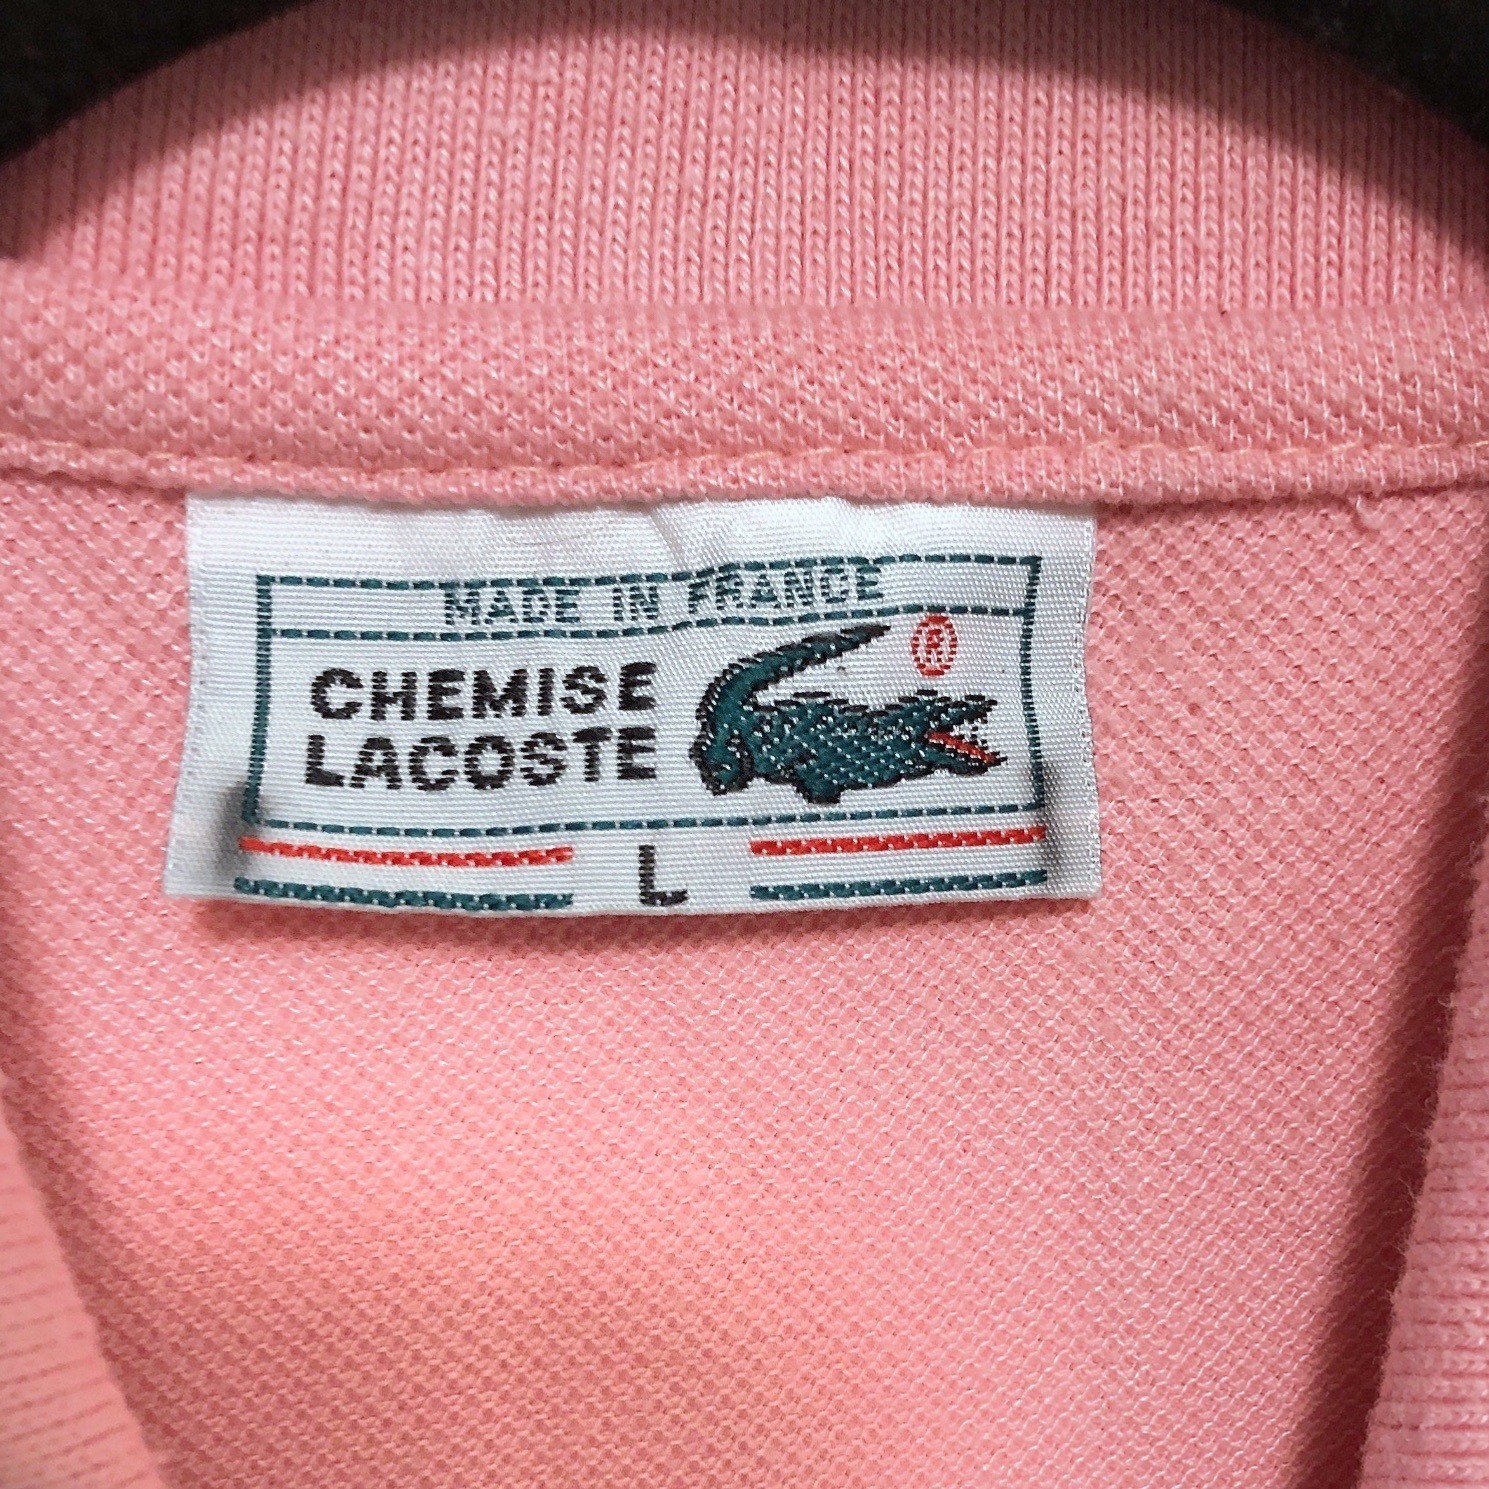 MADE IN FRANCE
®
CHEMISE
LACOSTE
L